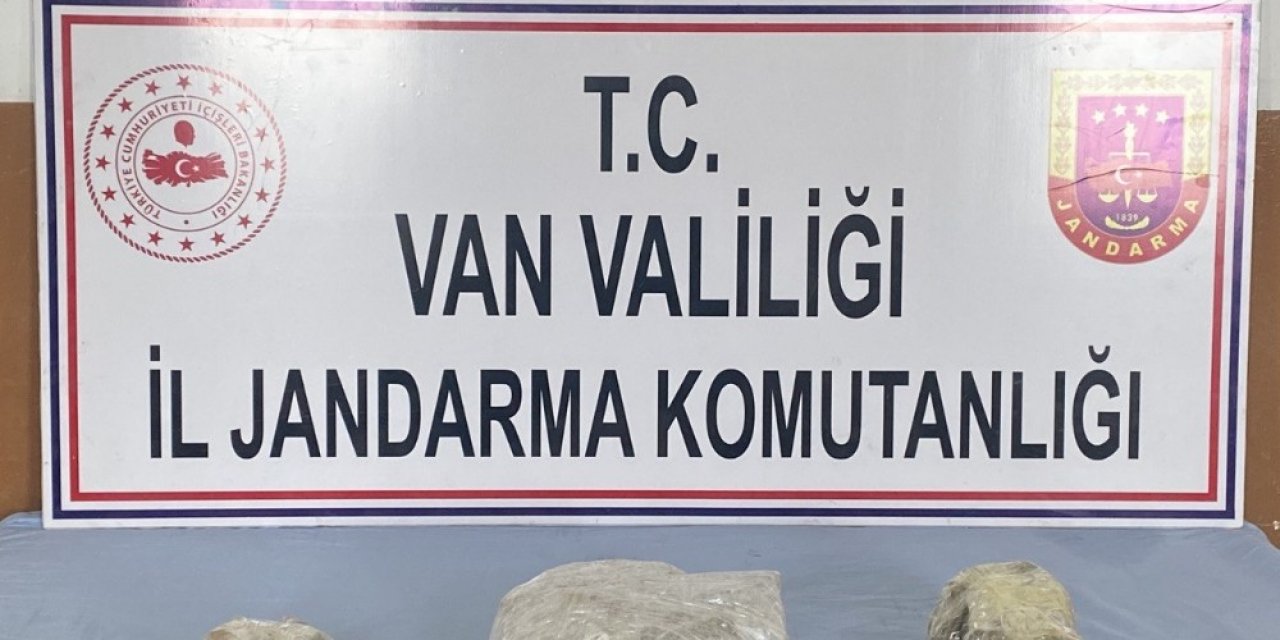 TÜRKİYE CUMHURİYETİ İÇİŞLERİ BAKANLIĞI
T.C.
VAN VALİLİĞİ
İL JANDARMA KOMUTANLIĞI
1839
JANDARMA